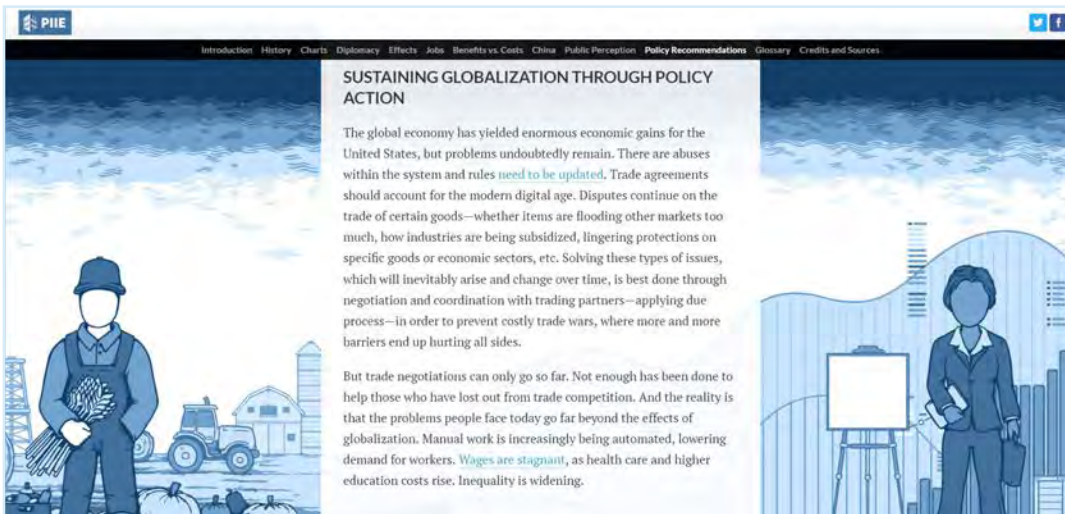 PIIE
Introduction History Charts Diplomacy Effects Jobs Benefits vs. Costs China Public Perception Policy Recommendations Glossary Credits and Sources
SUSTAINING GLOBALIZATION THROUGH POLICY
ACTION
The global economy has yielded enormous economic gains for the
United States, but problems undoubtedly remain. There are abuses
within the system and rules need to be updated. Trade agreements
should account for the modern digital age. Disputes continue on the
trade of certain goods—whether items are flooding other markets too
much, how industries are being subsidized, lingering protections on
specific goods or economic sectors, etc. Solving these types of issues,
which will inevitably arise and change over time, is best done through
negotiation and coordination with trading partners—applying due
process—in order to prevent costly trade wars, where more and more
barriers end up hurting all sides.
But trade negotiations can only go so far. Not enough has been done to
help those who have lost out from trade competition. And the reality is
that the problems people face today go far beyond the effects of
globalization. Manual work is increasingly being automated, lowering
demand for workers. Wages are stagnant, as health care and higher
education costs rise. Inequality is widening.